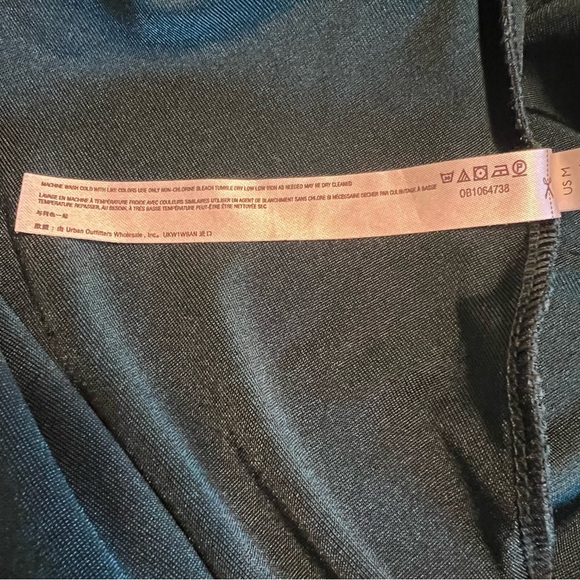 MACHINE WASH COLD WITH LIKE COLORS USE ONLY NON-CHLORINE BLEACH TUMBLE DRY LOW LOW IRON AS NEEDED MAY BE DRY CLEANED
LAVAGE EN MACHINE À TEMPÉRATURE FROIDE AVEC COULEURS SIMILAIRES UTILISER UN AGENT DE BLANCHIMENT SANS CHLORE SI NÉCESSAIRE SÉCHER PAR CULBUTAGE À BASSE
TEMPÉRATURE REPASSER, AU BESOIN, À TRÈS BASSE TEMPÉRATURE PEUT-ÊTRE ÊTRE NETTOYÉ SEC
由 Urban Outfitters Wholesale, Inc.
0B1064738
US M